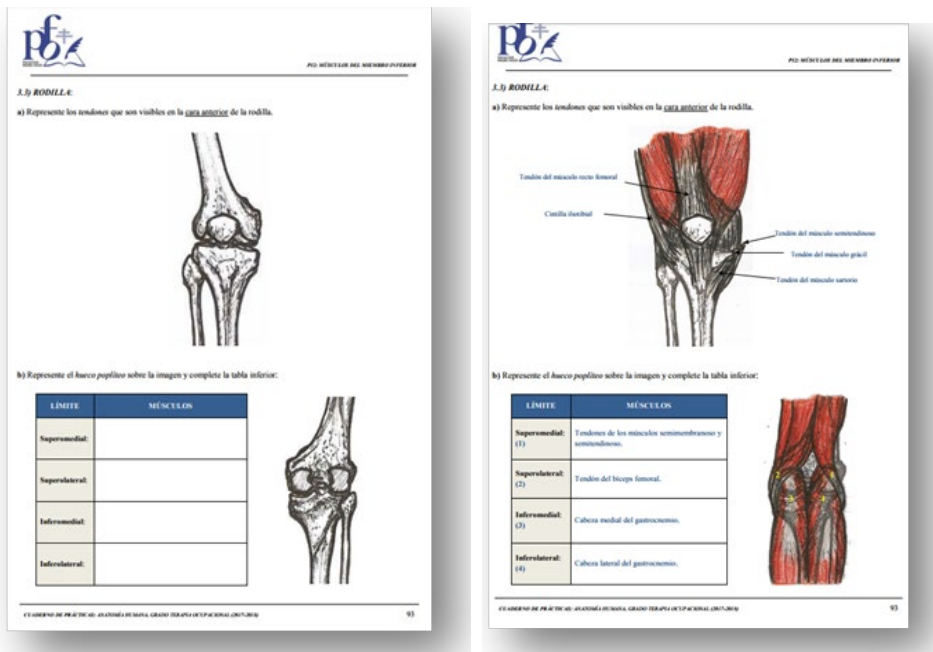 pfo
P12: MÚSCULOS DEL MIEMBRO INFERIOR
3.3) RODILLA:
a) Represente los tendones que son visibles en la cara anterior de la rodilla.
b) Represente el hueco poplíteo sobre la imagen y complete la tabla inferior:
LÍMITE MÚSCULOS
Superomedial:
Superolateral:
Inferomedial:
Inferolateral:
CUADERNO DE PRÁCTICAS: ANATOMÍA HUMANA. GRADO TERAPIA OCUPACIONAL (2017-2018) 93
pfo
P12: MÚSCULOS DEL MIEMBRO INFERIOR
3.3) RODILLA:
a) Represente los tendones que son visibles en la cara anterior de la rodilla.
Tendón del músculo recto femoral
Cintilla iliotibial
Tendón del músculo semitendinoso
Tendón del músculo grácil
Tendón del músculo sartorio
b) Represente el hueco poplíteo sobre la imagen y complete la tabla inferior:
LÍMITE MÚSCULOS
Superomedial: Tendones de los músculos semimembranoso y
(1) semitendinoso.
Superolateral:
(2) Tendón del bíceps femoral.
Inferomedial:
(3) Cabeza medial del gastrocnemio.
Inferolateral:
(4) Cabeza lateral del gastrocnemio.
CUADERNO DE PRÁCTICAS: ANATOMÍA HUMANA. GRADO TERAPIA OCUPACIONAL (2017-2018) 93